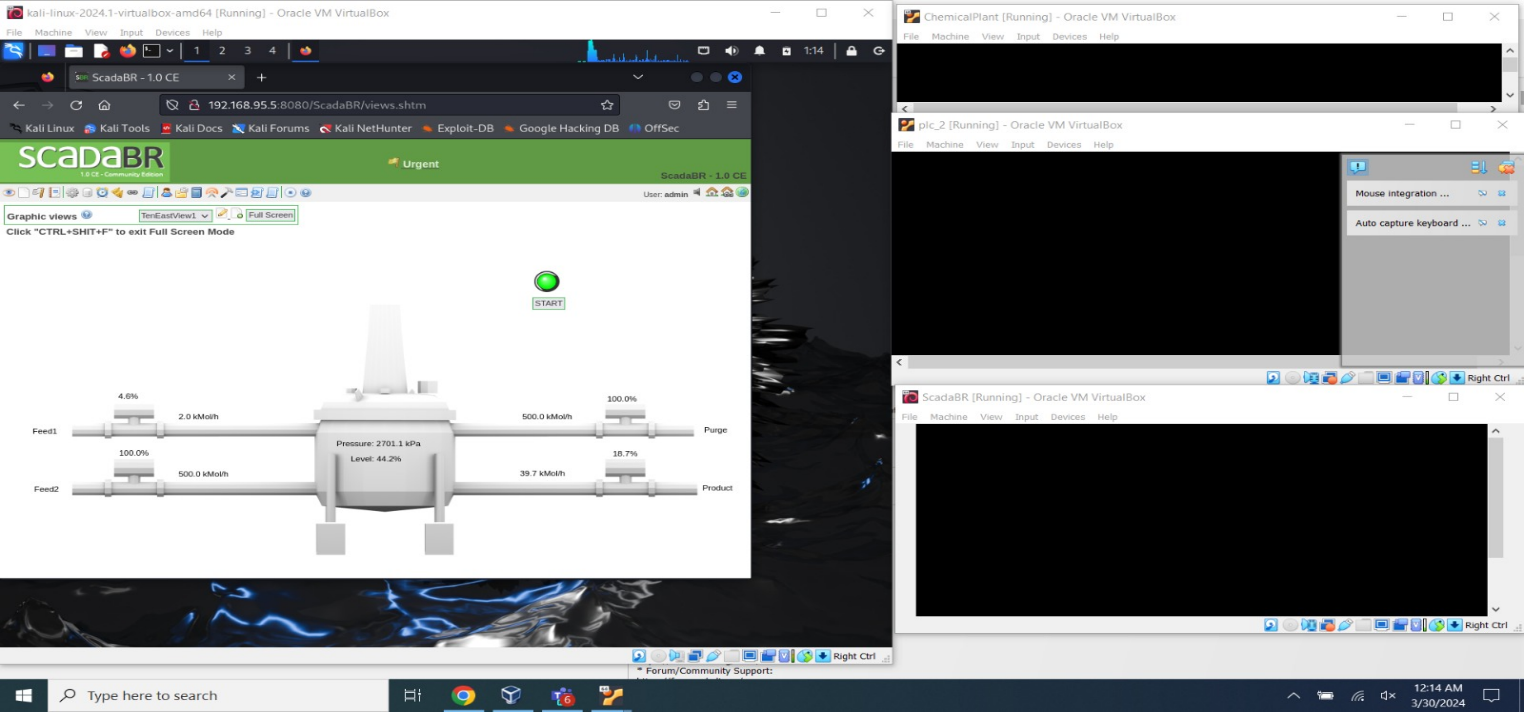 kali-linux-2024.1-virtualbox-amd64 [Running] - Oracle VM VirtualBox
File Machine View Input Devices Help
1 2 3 4
1:14
ScadaBR - 1.0 CE
192.168.95.5:8080/ScadaBR/views.shtm
Kali Linux Kali Tools Kali Docs Kali Forums Kali NetHunter Exploit-DB Google Hacking DB OffSec
SCADABR
1.0 CE - Community Edition
Urgent
ScadaBR - 1.0 CE
User: admin
Graphic views TenEastView1 Full Screen
Click "CTRL+SHIT+F" to exit Full Screen Mode
START
4.6%
2.0 kMol/h
500.0 kMol/h
100.0%
Feed1
Purge
Pressure: 2701.1 kPa
Level: 44.2%
100.0%
500.0 kMol/h
39.7 kMol/h
18.7%
Feed2
Product
Right Ctrl
ChemicalPlant [Running] - Oracle VM VirtualBox
File Machine View Input Devices Help
plc_2 [Running] - Oracle VM VirtualBox
File Machine View Input Devices Help
Mouse integration ...
Auto capture keyboard ...
Right Ctrl
ScadaBR [Running] - Oracle VM VirtualBox
File Machine View Input Devices Help
Right Ctrl
* Forum/Community Support:
Type here to search
6
12:14 AM
3/30/2024